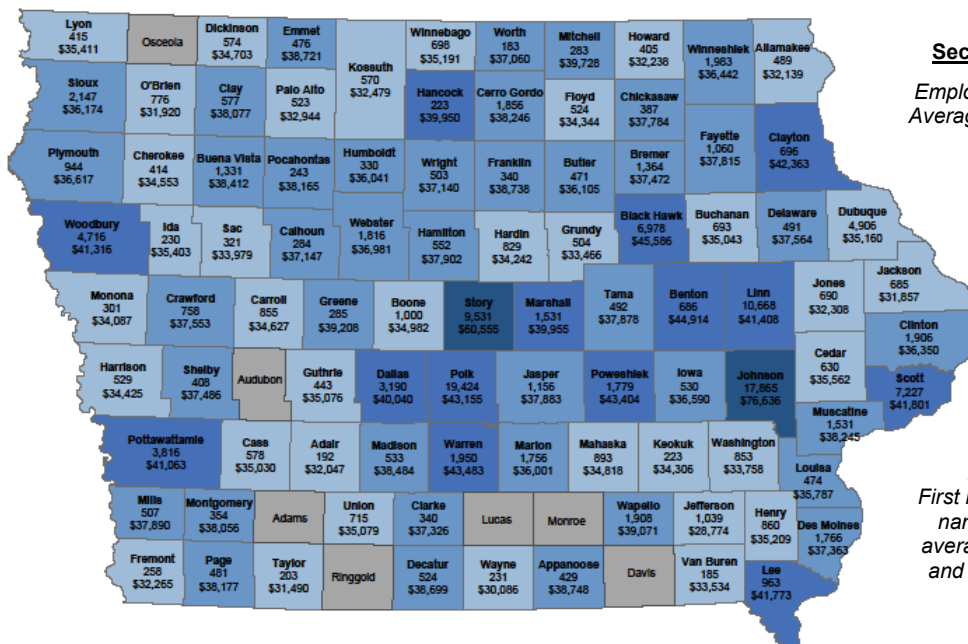 Lyon
415
$35,411
Osceola
Dickinson
574
$34,703
Emmet
476
$38,721
Kossuth
570
$32,479
Winnebago
698
$35,191
Worth
183
$37,060
Mitchell
283
$39,728
Howard
405
$32,238
Winneshiek
1,983
$36,442
Allamakee
489
$32,139
Sec
Employ
Averag
Sioux
2,147
$36,174
O'Brien
776
$31,920
Clay
577
$38,077
Palo Alto
523
$32,944
Hancock
223
$39,950
Cerro Gordo
1,856
$38,246
Floyd
524
$34,344
Chickasaw
387
$37,784
Fayette
1,060
$37,815
Clayton
696
$42,363
Plymouth
944
$36,617
Cherokee
414
$34,553
Buena Vista
1,331
$38,412
Pocahontas
243
$38,165
Humboldt
330
$36,041
Wright
503
$37,140
Franklin
340
$38,738
Butler
471
$36,105
Bremer
1,364
$37,472
Woodbury
4,716
$41,316
Ida
230
$35,403
Sac
321
$33,979
Calhoun
284
$37,147
Webster
1,816
$36,981
Hamilton
552
$37,902
Hardin
829
$34,242
Grundy
504
$33,466
Black Hawk
6,978
$45,586
Buchanan
693
$35,043
Delaware
491
$37,564
Dubuque
4,906
$35,160
Monona
301
$34,087
Crawford
758
$37,553
Carroll
855
$34,627
Greene
285
$39,208
Boone
1,000
$34,982
Story
9,531
$60,555
Marshall
1,531
$39,955
Tama
492
$37,878
Benton
686
$44,914
Linn
10,668
$41,408
Jones
690
$32,308
Jackson
685
$31,857
Clinton
1,906
$36,350
Harrison
529
$34,425
Shelby
408
$37,486
Audubon
Guthrie
443
$35,076
Dallas
3,190
$40,040
Polk
19,424
$43,155
Jasper
1,156
$37,883
Poweshiek
1,779
$43,404
Iowa
530
$36,590
Johnson
17,865
$76,636
Cedar
630
$35,562
Scott
7,227
$41,801
Muscatine
1,531
$38,245
Pottawattamie
3,816
$41,063
Cass
578
$35,030
Adair
192
$32,047
Madison
533
$38,484
Warren
1,950
$43,483
Marion
1,756
$36,001
Mahaska
893
$34,818
Keokuk
223
$34,306
Washington
853
$33,758
Louisa
474
$35,787
Mills
507
$37,890
Montgomery
354
$38,056
Adams
Union
715
$35,079
Clarke
340
$37,326
Lucas
Monroe
Wapello
1,908
$39,071
Jefferson
1,039
$28,774
Henry
860
$35,209
Des Moines
1,766
$37,363
First
nar
avera
and
Fremont
258
$32,265
Page
481
$38,177
Taylor
203
$31,490
Ringgold
Decatur
524
$38,699
Wayne
231
$30,086
Appanoose
429
$38,748
Davis
Van Buren
185
$33,534
Lee
963
$41,773